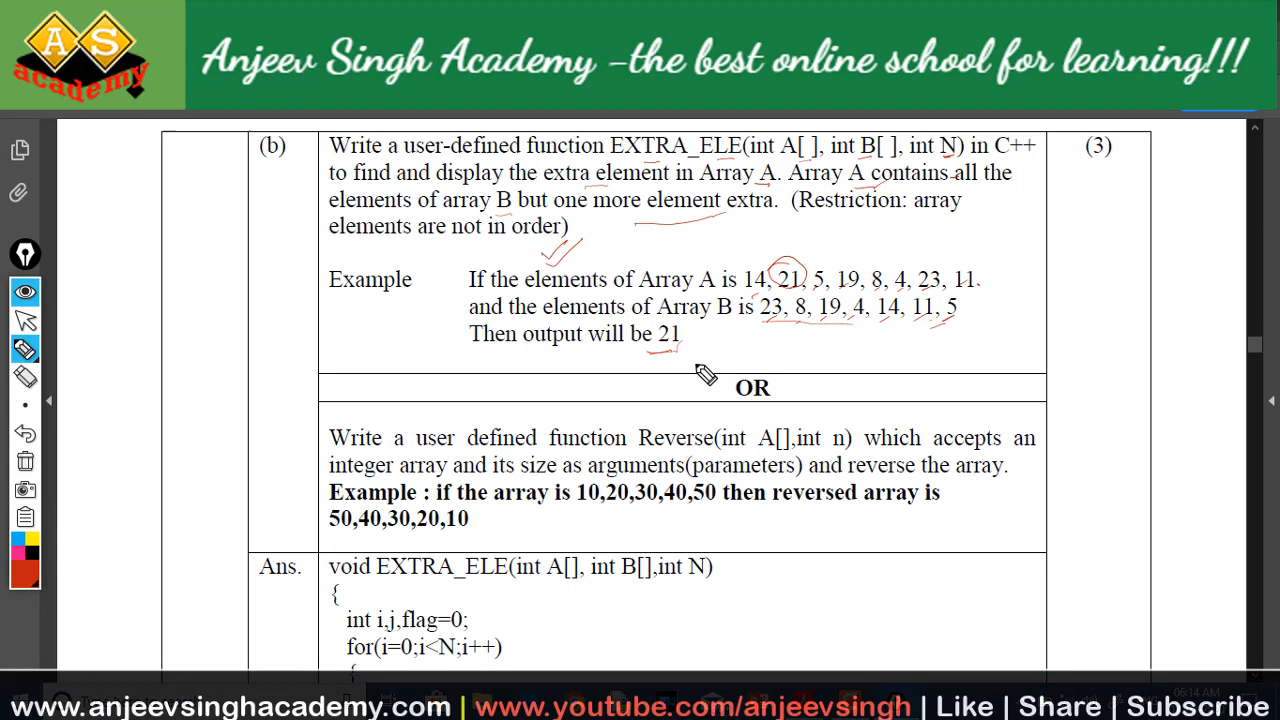 A S
academy
Anjeev Singh Academy –the best online school for learning!!!
(b)
Write a user-defined function EXTRA_ELE(int A[ ], int B[ ], int N) in C++
(3)
to find and display the extra element in Array A. Array A contains all the
elements of array B but one more element extra. (Restriction: array
elements are not in order)
Example
If the elements of Array A is 14, 21, 5, 19, 8, 4, 23, 11.
and the elements of Array B is 23, 8, 19, 4, 14, 11, 5
Then output will be 21
OR
Write a user defined function Reverse(int A[],int n) which accepts an
integer array and its size as arguments(parameters) and reverse the array.
Example : if the array is 10,20,30,40,50 then reversed array is
50,40,30,20,10
Ans.
void EXTRA_ELE(int A[], int B[],int N)
{
int i,j,flag=0;
for(i=0;i<N;i++)
{
06:14 AM
www.anjeevsinghacademy.com | www.youtube.com/anjeevsingh | Like | Share | Subscribe